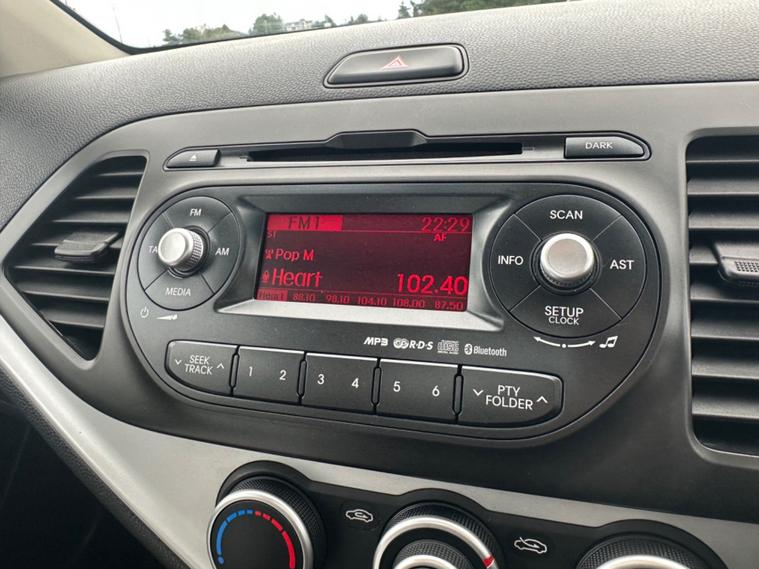 DARK
FM
TA
AM
MEDIA
FM1 22:29
ST AF
Pop M
Heart 102.40
88.10 98.10 104.10 108.00 87.50
SCAN
INFO
AST
SETUP
CLOCK
MP3 R·D·S Bluetooth
SEEK
TRACK
1 2
3 4
5 6
PTY
FOLDER